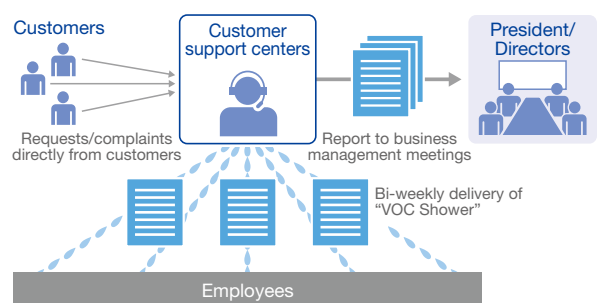 Customers
Customer
support centers
President/
Directors
Requests/complaints
directly from customers
Report to business
management meetings
Bi-weekly delivery of
“VOC Shower”
Employees